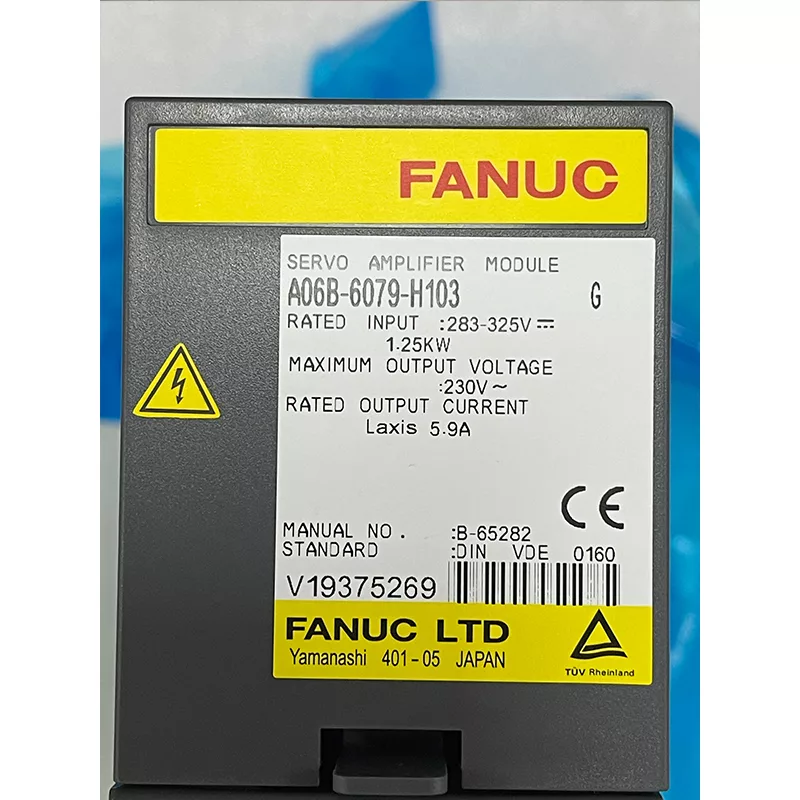 FANUC
SERVO AMPLIFIER MODULE
A06B-6079-H103 G
RATED INPUT :283-325V⎓
1.25KW
MAXIMUM OUTPUT VOLTAGE
:230V~
RATED OUTPUT CURRENT
Laxis 5.9A
CE
MANUAL NO. :B-65282
STANDARD :DIN VDE 0160
V19375269
FANUC LTD
Yamanashi 401-05 JAPAN
TÜV Rheinland